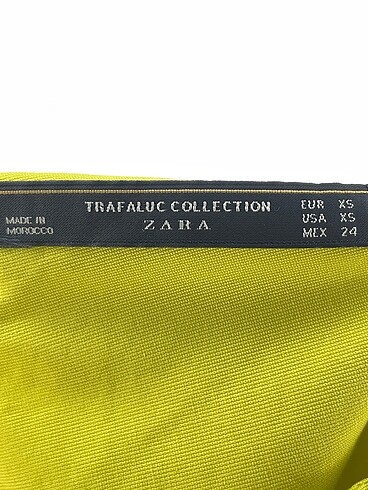 MADE IN
MOROCCO
TRAFALUC COLLECTION
ZARA
EUR XS
USA XS
MEX 24